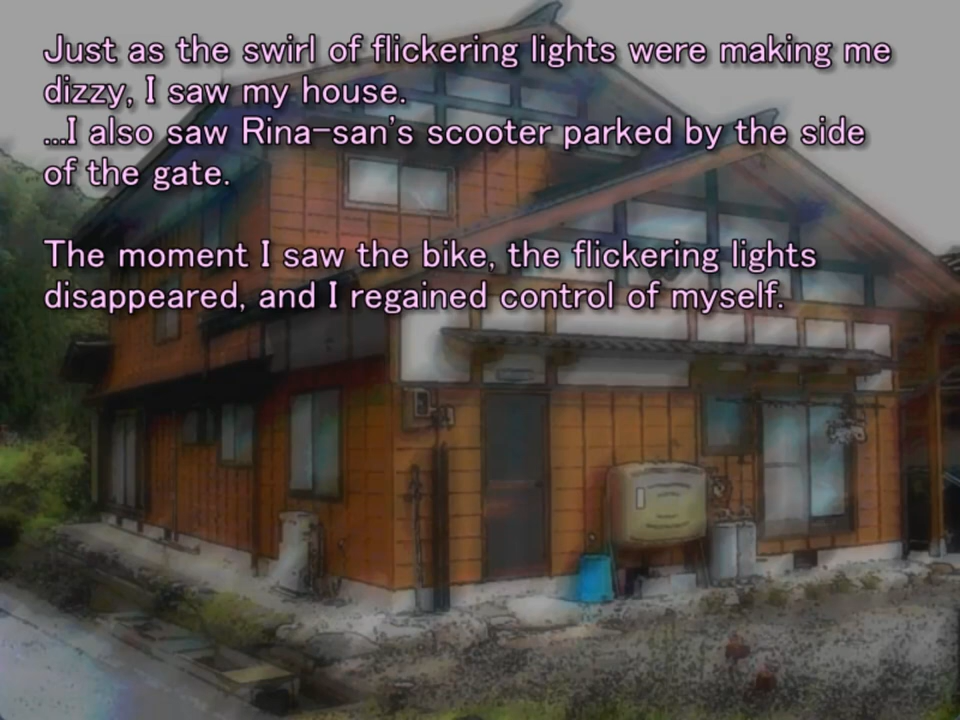 Just as the swirl of flickering lights were making me
dizzy, I saw my house.
...I also saw Rina-san's scooter parked by the side
of the gate.
The moment I saw the bike, the flickering lights
disappeared, and I regained control of myself.